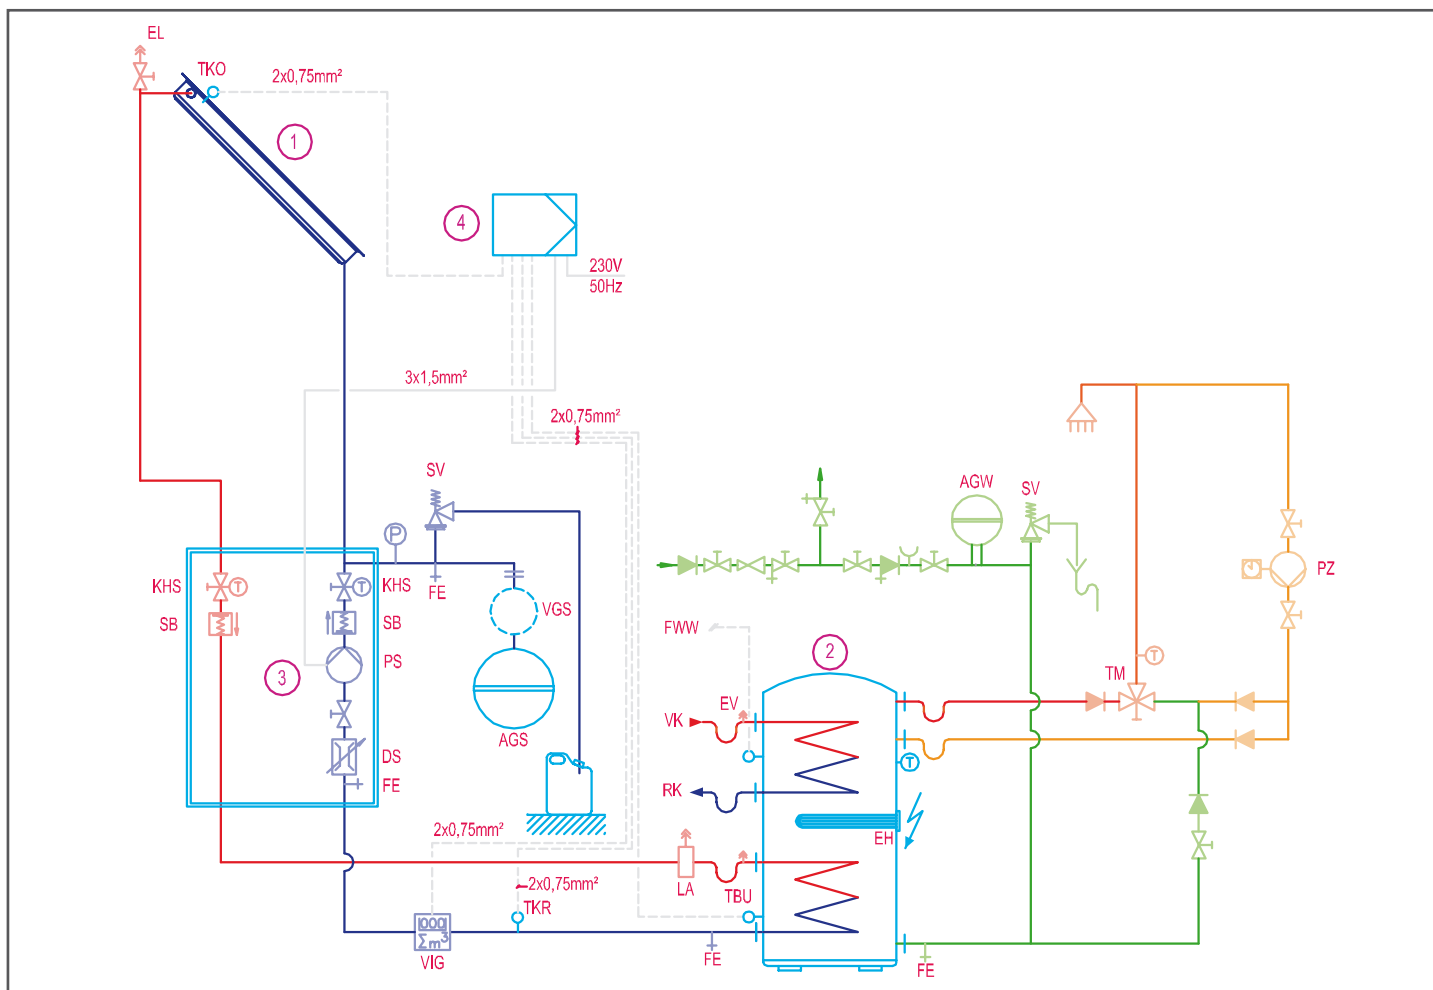 EL
TKO
2x0,75mm²
1
4
230V
50Hz
3x1,5mm²
2x0,75mm²
SV
AGW
SV
P
KHS
T
T
KHS
FE
VGS
PZ
SB
SB
FWW
2
T
TM
3
PS
EV
VK
AGS
DS
T
FE
RK
2x0,75mm²
EH
2x0,75mm²
LA
TBU
TKR
000
Σm³
VIG
FE
FE